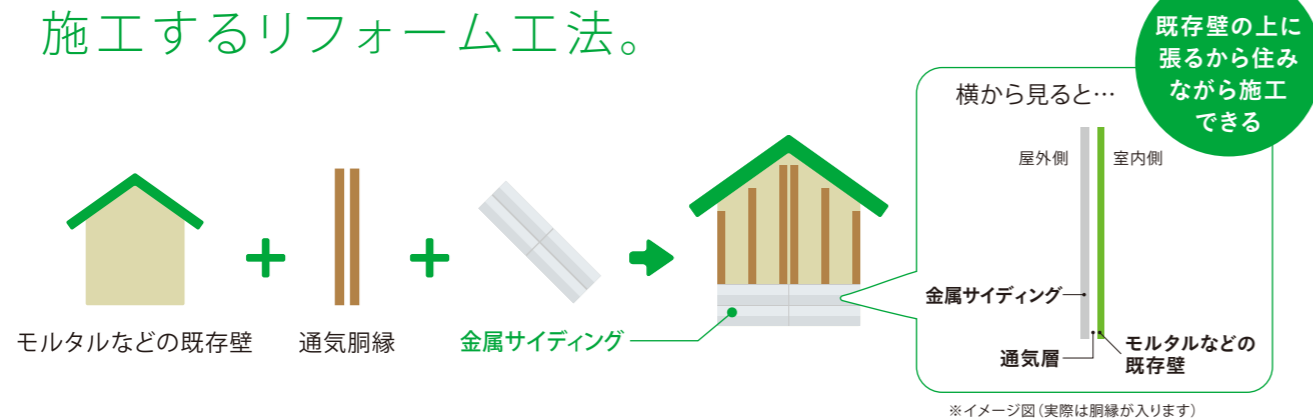 施工するリフォーム工法。
既存壁の上に
張るから住み
ながら施工
できる
横から見ると…
屋外側
室内側
金属サイディング
通気層
モルタルなどの
既存壁
モルタルなどの既存壁
通気胴縁
金属サイディング
※イメージ図(実際は胴縁が入ります)